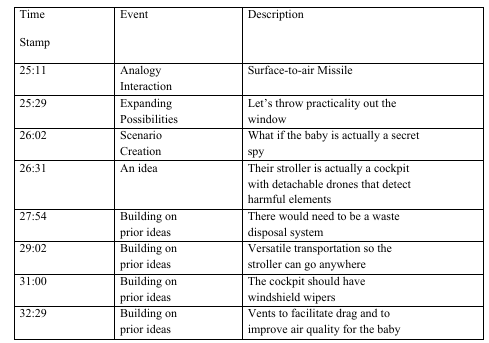 Time Event Description
Stamp
25:11 Analogy Surface-to-air Missile
Interaction
25:29 Expanding Let's throw practicality out the
Possibilities window
26:02 Scenario What if the baby is actually a secret
Creation spy
26:31 An idea Their stroller is actually a cockpit
with detachable drones that detect
harmful elements
27:54 Building on There would need to be a waste
prior ideas disposal system
29:02 Building on Versatile transportation so the
prior ideas stroller can go anywhere
31:00 Building on The cockpit should have
prior ideas windshield wipers
32:29 Building on Vents to facilitate drag and to
prior ideas improve air quality for the baby